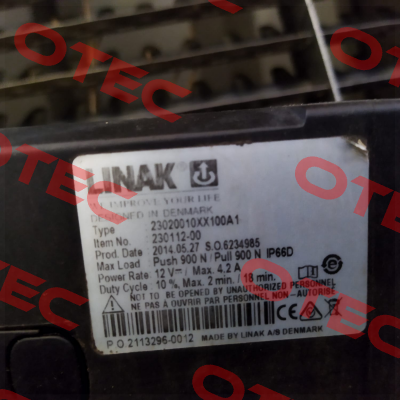 OTEC
OTEC
LINAK
WE IMPROVE YOUR LIFE
DESIGNED IN DENMARK
Type 23020010XX100A1
Item No. 230112-00
Prod. Date 2014.05.27 S.O.6234985
Max Load Push 900 N / Pull 900 N IP66D
Power Rate 12 V⎓ / Max. 4.2 A
Duty Cycle 10 %, Max. 2 min. / 18 min.
NOT TO BE OPENED BY UNAUTHORIZED PERSONNEL
NE PAS A OUVRIR PAR PERSONNEL NON - AUTORISE
P.O.2113296-0012 MADE BY LINAK A/S DENMARK
OTEC
OTEC
OTEC
OTEC